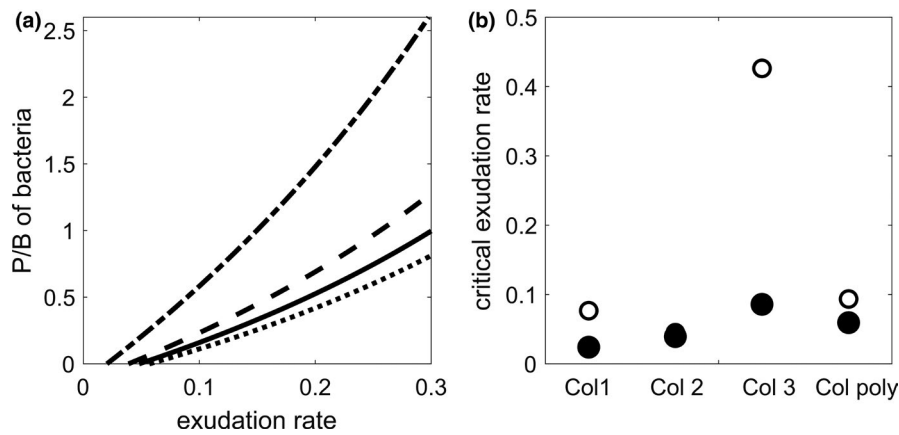 (a)
2.5
2
1.5
1
0.5
0
P/B of bacteria
0
0.1
0.2
0.3
exudation rate
(b)
0.5
0.4
0.3
0.2
0.1
0
critical exudation rate
Col1
Col 2
Col 3
Col poly